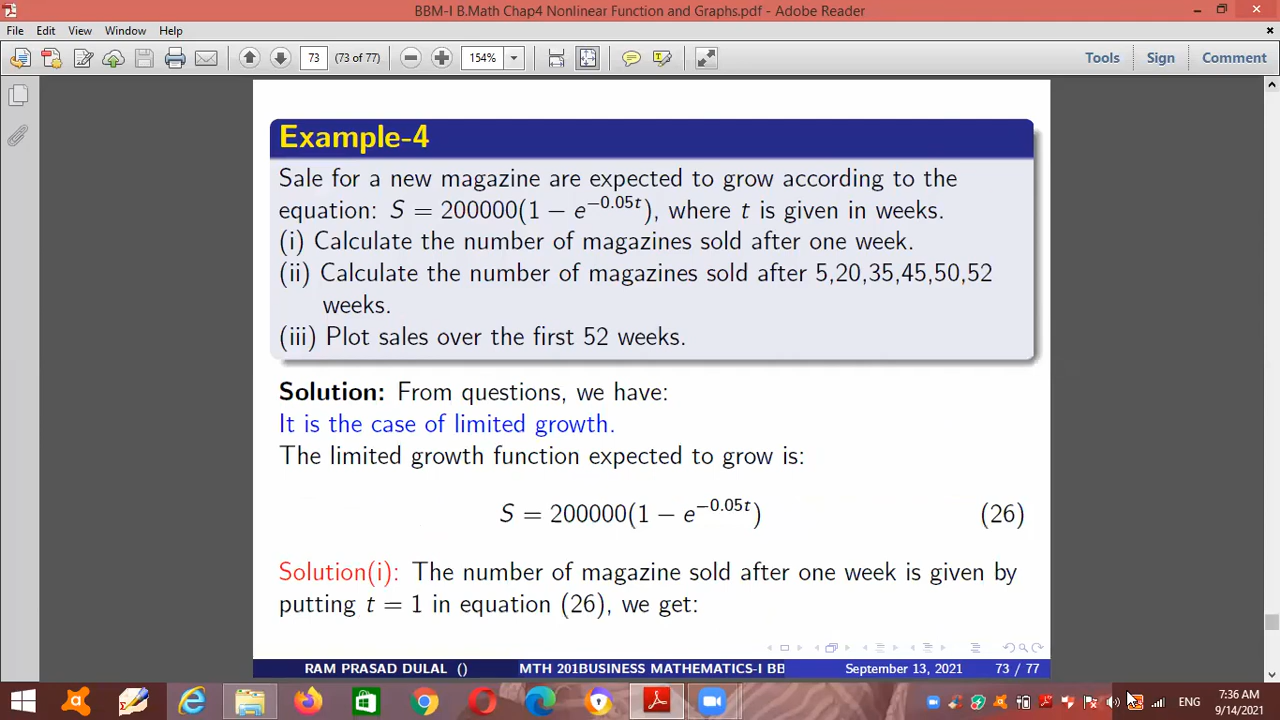 BBM-I B.Math Chap4 Nonlinear Function and Graphs.pdf - Adobe Reader
File Edit View Window Help
73 (73 of 77) 154% Tools Sign Comment
Example-4
Sale for a new magazine are expected to grow according to the
equation: S = 200000(1 − e^{−0.05t}), where t is given in weeks.
(i) Calculate the number of magazines sold after one week.
(ii) Calculate the number of magazines sold after 5,20,35,45,50,52
weeks.
(iii) Plot sales over the first 52 weeks.
Solution: From questions, we have:
It is the case of limited growth.
The limited growth function expected to grow is:
S = 200000(1 − e^{−0.05t}) (26)
Solution(i): The number of magazine sold after one week is given by
putting t = 1 in equation (26), we get:
RAM PRASAD DULAL () MTH 201BUSINESS MATHEMATICS-I BB September 13, 2021 73 / 77
ENG 7:36 AM
9/14/2021